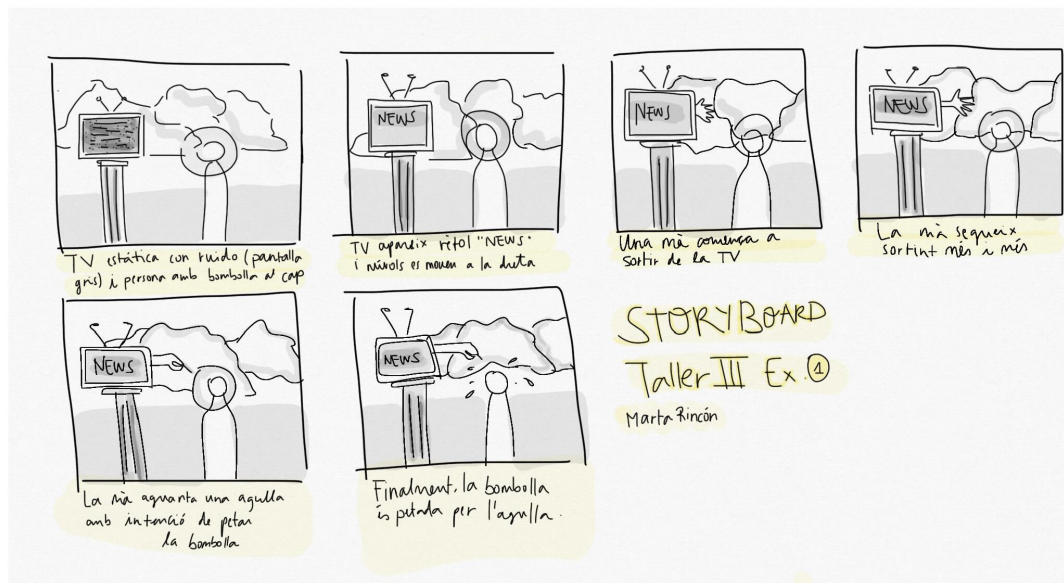 TV estática con ruido (pantalla
gris) i persona amb bombolla al cap
NEWS
TV apareix rètol "NEWS"
i núvols es mouen a la dreta
NEWS
Una mà comença a
sortir de la TV
NEWS
La mà segueix
sortint més i més
NEWS
La mà aguanta una agulla
amb intenció de petar
la bombolla
NEWS
Finalment, la bombolla
és petada per l'agulla.
STORYBOARD
Taller III Ex. 1
Marta Rincón